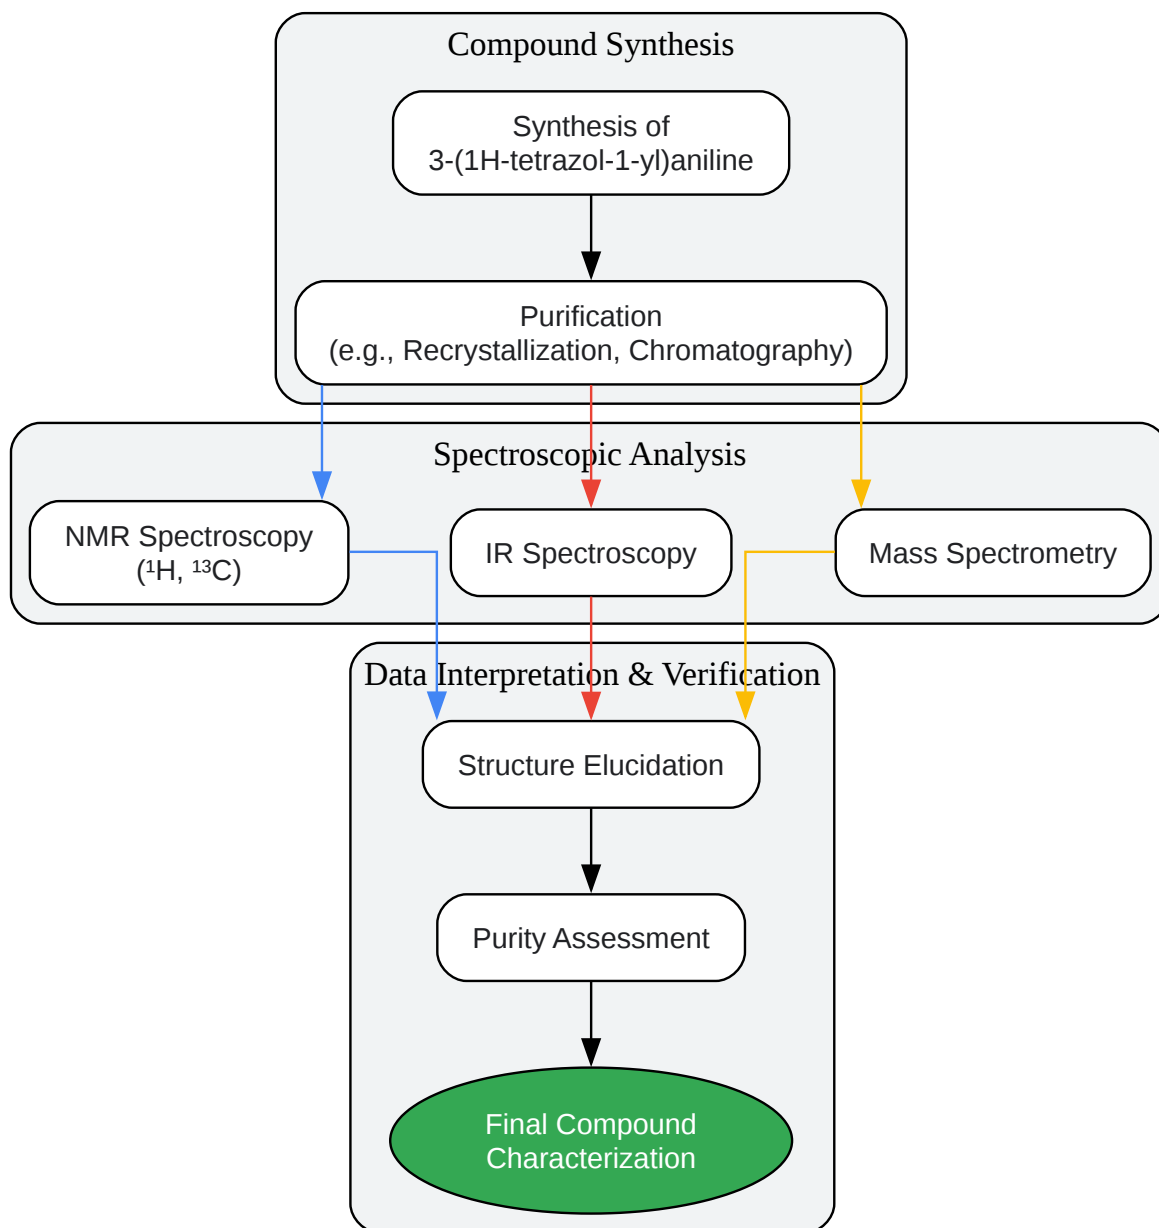 Compound Synthesis
Synthesis of
3-(1H-tetrazol-1-yl)aniline
Purification
(e.g., Recrystallization, Chromatography)
Spectroscopic Analysis
NMR Spectroscopy
(¹H, ¹³C)
IR Spectroscopy
Mass Spectrometry
Data Interpretation & Verification
Structure Elucidation
Purity Assessment
Final Compound
Characterization